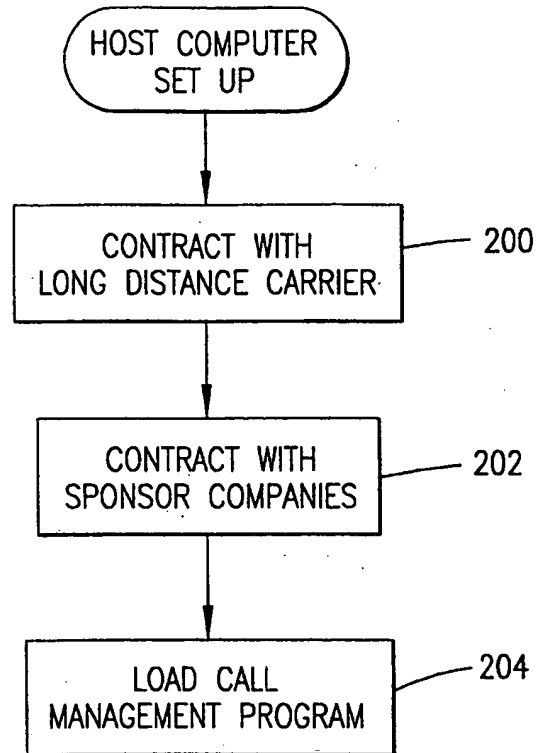 HOST COMPUTER
SET UP
CONTRACT WITH
LONG DISTANCE CARRIER
200
CONTRACT WITH
SPONSOR COMPANIES
202
LOAD CALL
MANAGEMENT PROGRAM
204